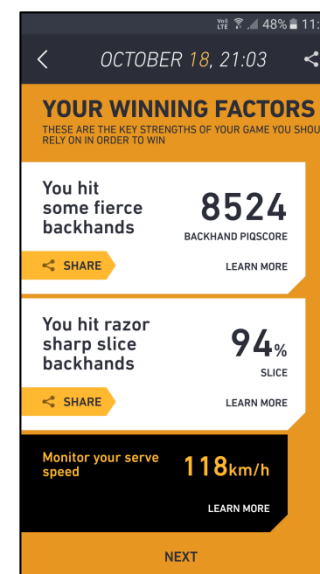 VoLTE 48% 11:
OCTOBER 18, 21:03
YOUR WINNING FACTORS
THESE ARE THE KEY STRENGTHS OF YOUR GAME YOU SHOU
RELY ON IN ORDER TO WIN
You hit
some fierce
backhands
8524
BACKHAND PIQSCORE
SHARE
LEARN MORE
You hit razor
sharp slice
backhands
94%
SLICE
SHARE
LEARN MORE
Monitor your serve
speed
118km/h
LEARN MORE
NEXT